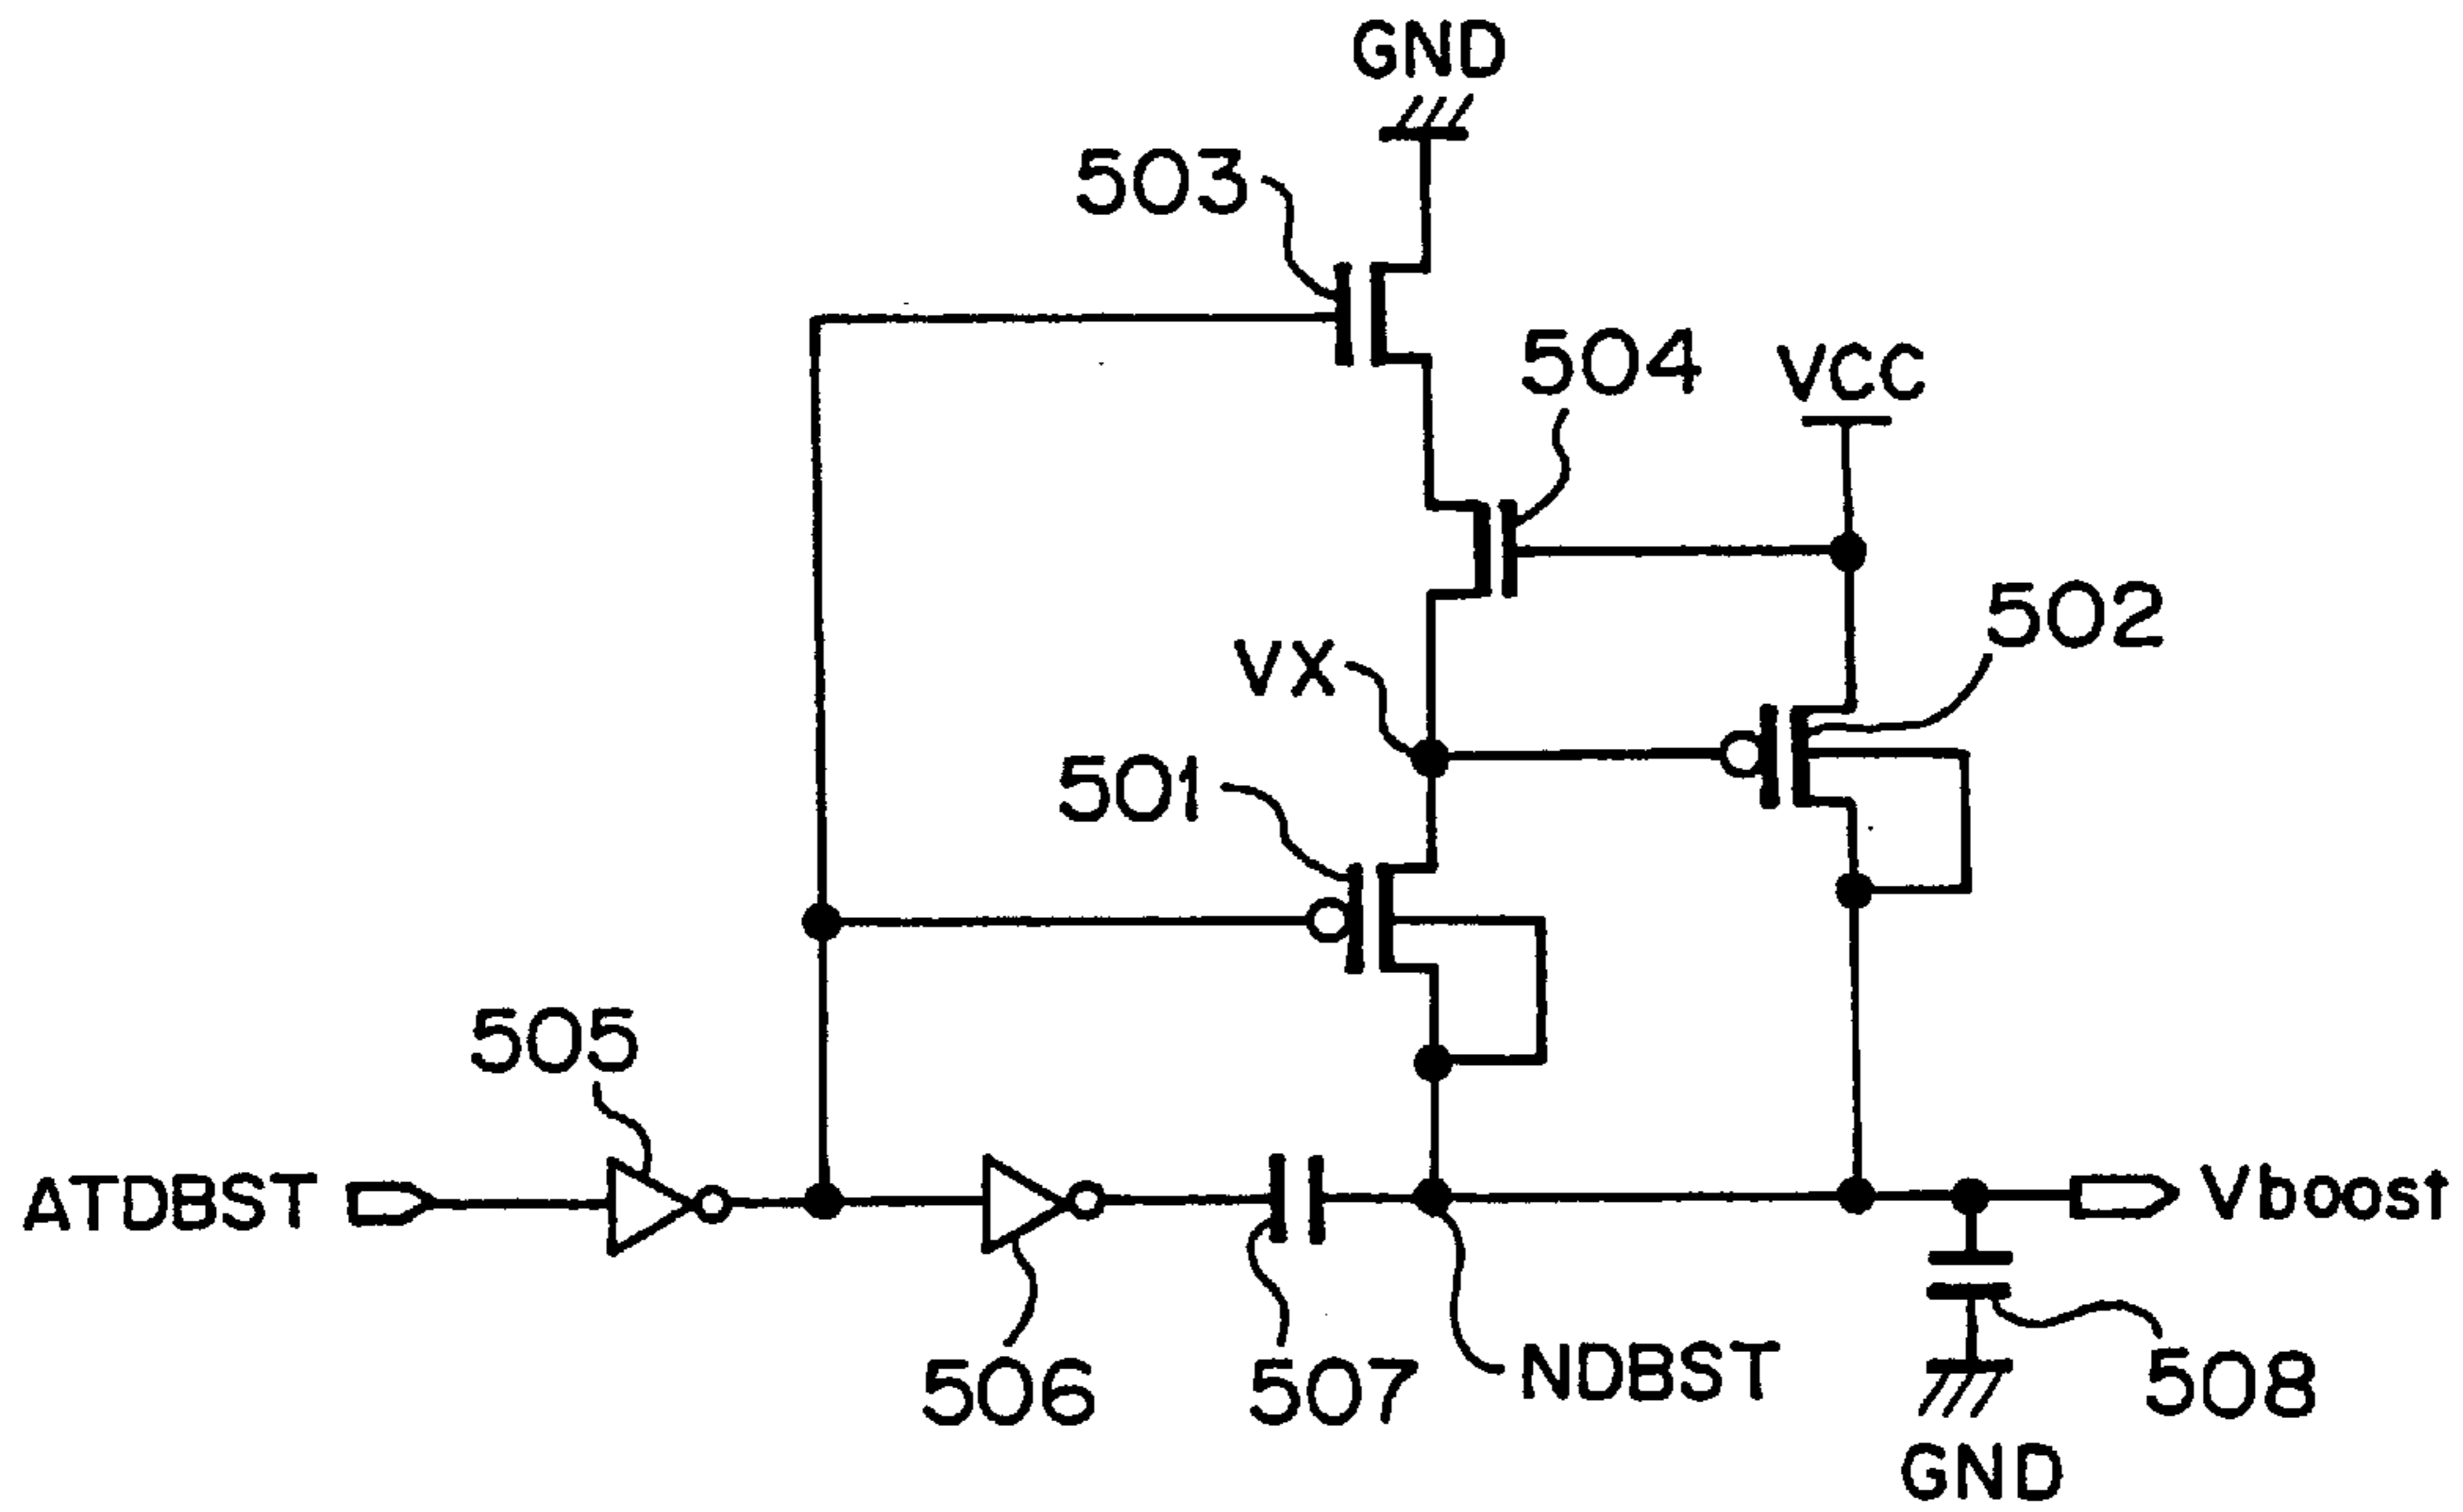 GND
503
504
VCC
502
VX
501
505
ATDBST
Vboost
506
507
NDBST
508
GND